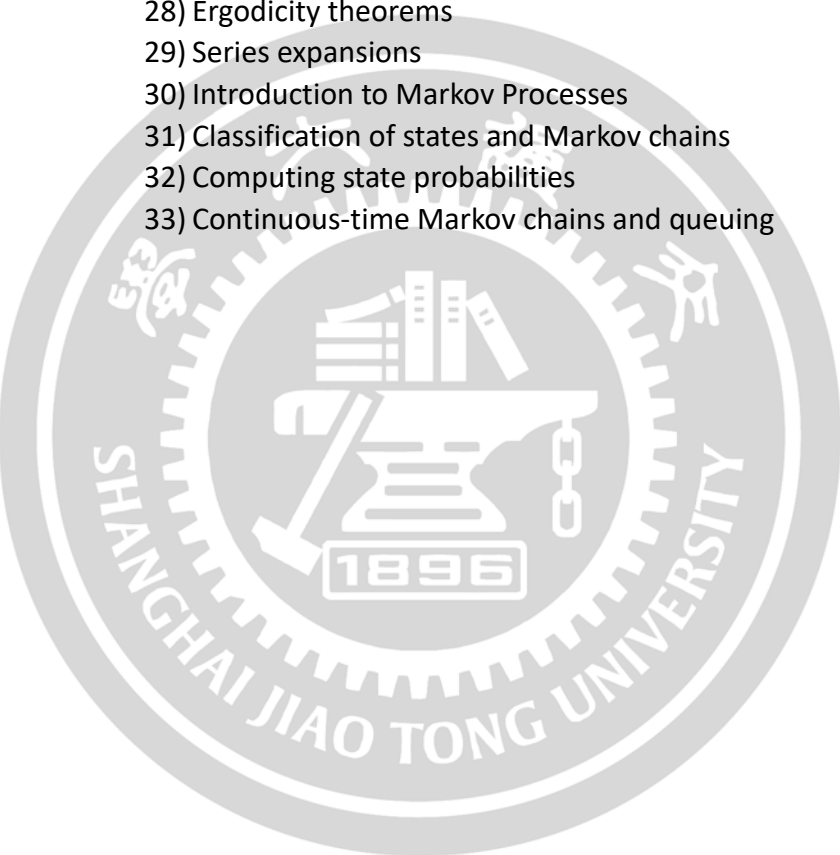 28) Ergodicity theorems
29) Series expansions
30) Introduction to Markov Processes
31) Classification of states and Markov chains
32) Computing state probabilities
33) Continuous-time Markov chains and queuing
1896
SHANGHAI JIAO TONG UNIVERSITY